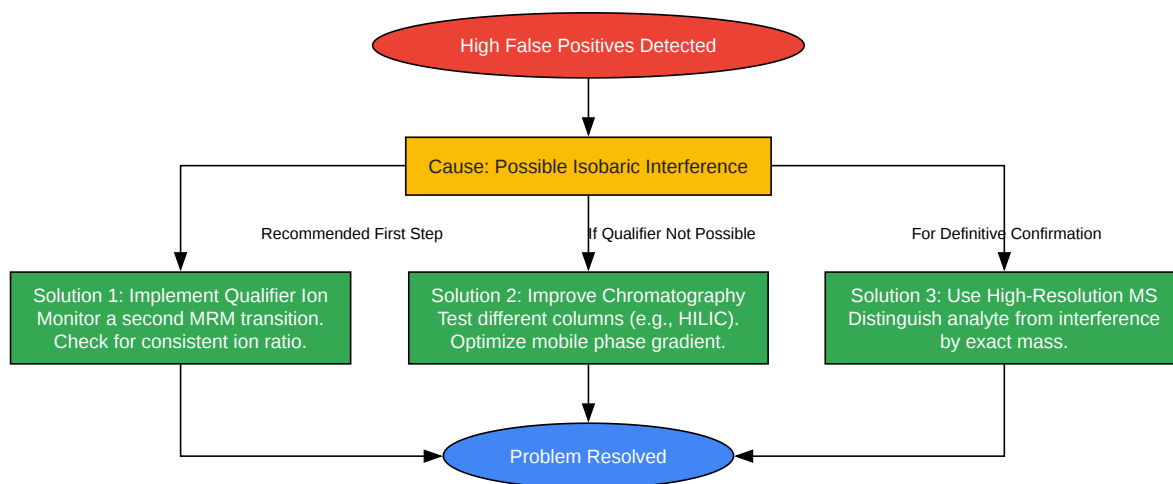 High False Positives Detected
Cause: Possible Isobaric Interference
Recommended First Step
If Qualifier Not Possible
For Definitive Confirmation
Solution 1: Implement Qualifier Ion
Monitor a second MRM transition.
Check for consistent ion ratio.
Solution 2: Improve Chromatography
Test different columns (e.g., HILIC).
Optimize mobile phase gradient.
Solution 3: Use High-Resolution MS
Distinguish analyte from interference
by exact mass.
Problem Resolved